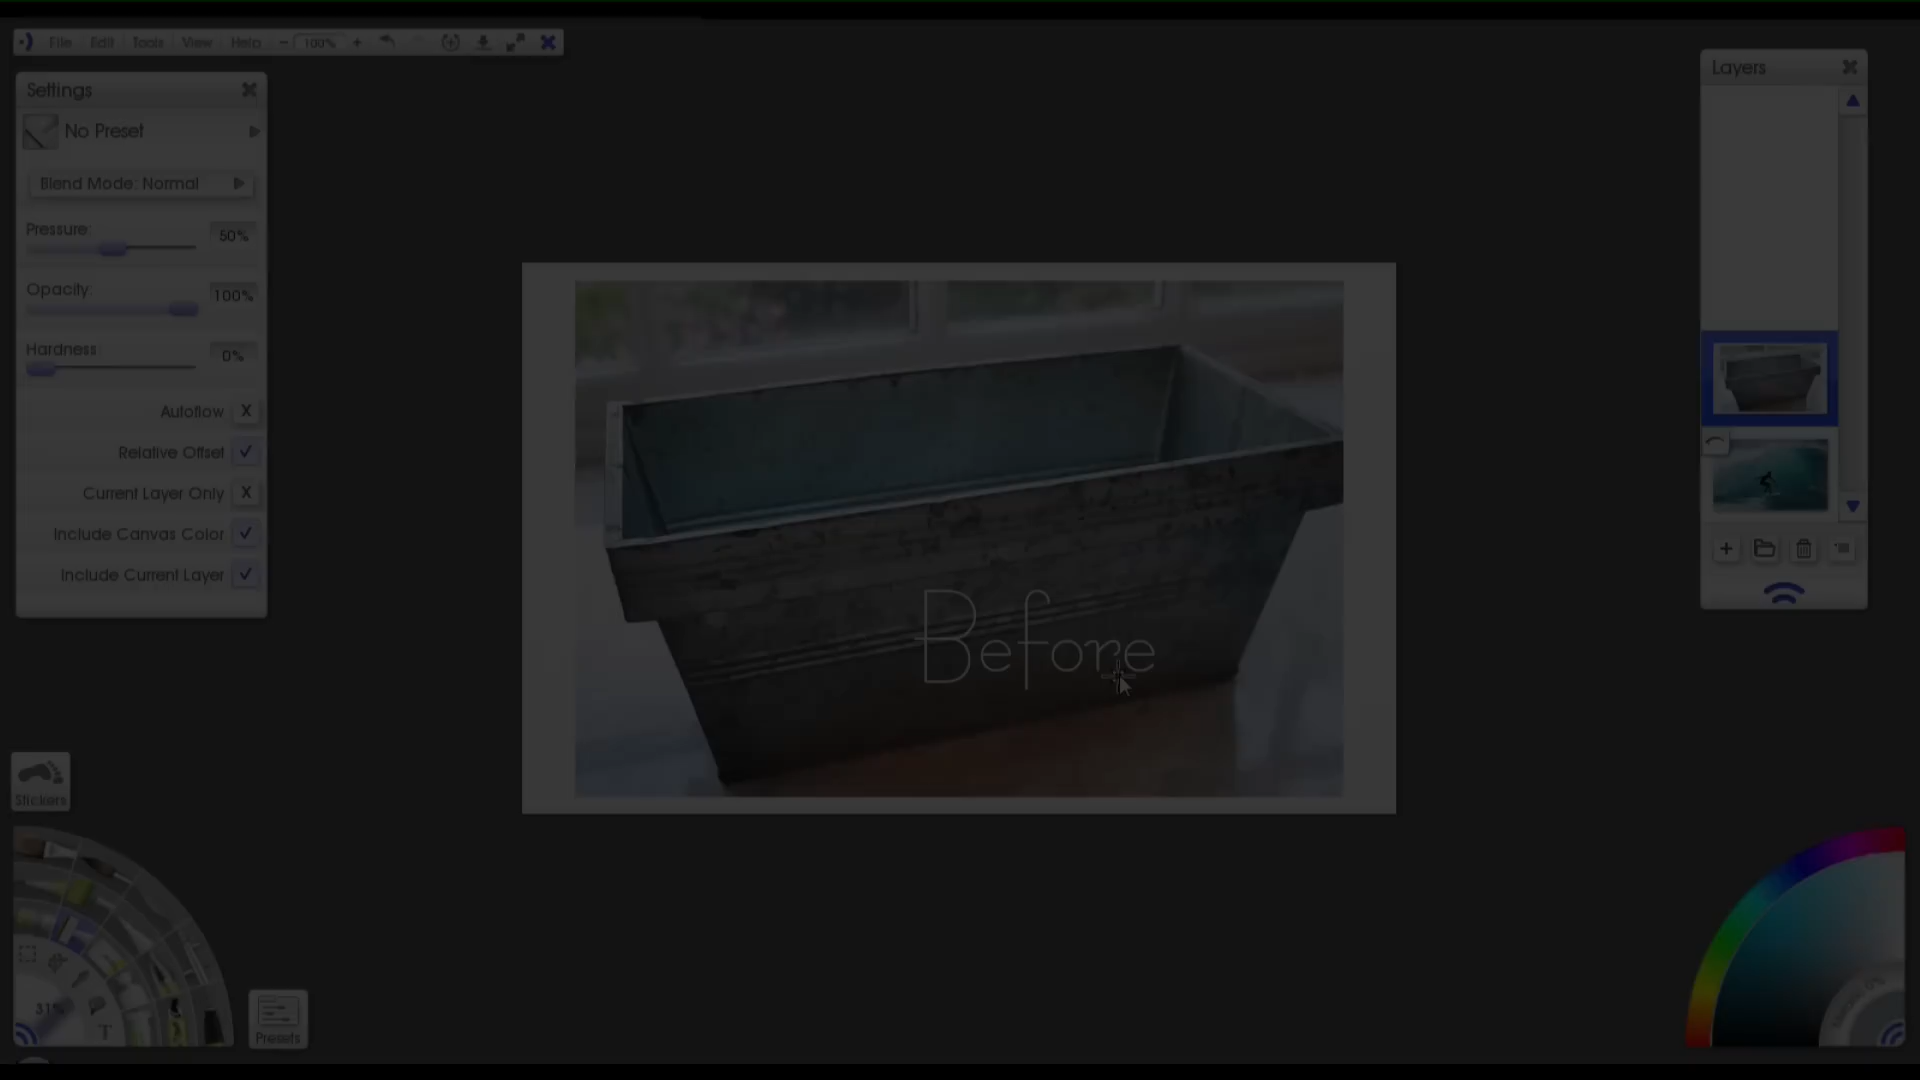 File Edit Tools View Help − 100% +
Settings
No Preset
Blend Mode: Normal
Pressure:
50%
Opacity:
100%
Hardness:
0%
Autoflow X
Relative Offset
Current Layer Only X
Include Canvas Color
Include Current Layer
Layers
Before
Stickers
31%
T
Presets